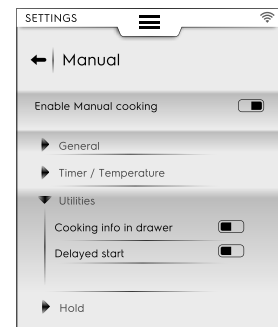 SETTINGS
Manual
Enable Manual cooking
General
Timer / Temperature
Utilities
Cooking info in drawer
Delayed start
Hold